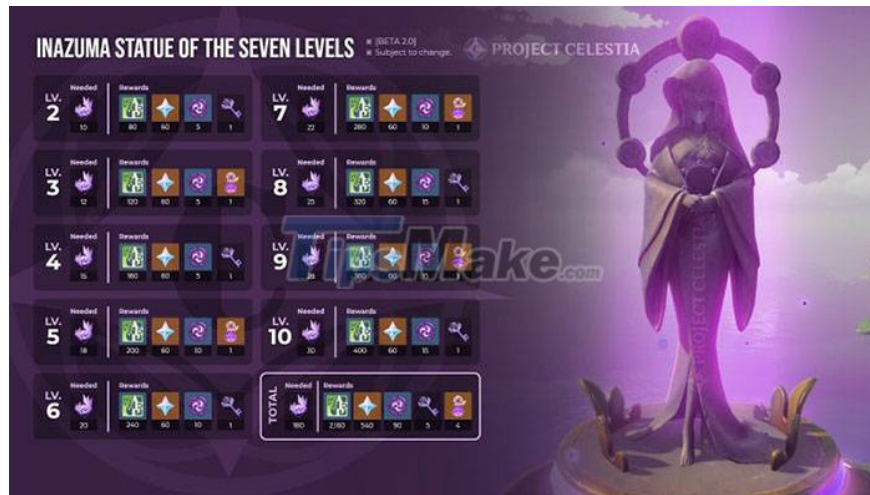 INAZUMA STATUE OF THE SEVEN LEVELS
[BETA 2.0]
Subject to change.
PROJECT CELESTIA
LV. 2
Needed Rewards
10 80 60 5 1
LV. 3
Needed Rewards
12 120 60 5 1
LV. 4
Needed Rewards
15 160 60 5 1
LV. 5
Needed Rewards
18 200 60 10 1
LV. 6
Needed Rewards
20 240 60 10 1
LV. 7
Needed Rewards
22 280 60 10 1
LV. 8
Needed Rewards
25 320 60 15 1
LV. 9
Needed Rewards
28 60 15 1
LV. 10
Needed Rewards
30 400 60 15 1
TOTAL
Needed Rewards
180 540 90 5 4
TipsMake.com
PROJECT CELESTIA